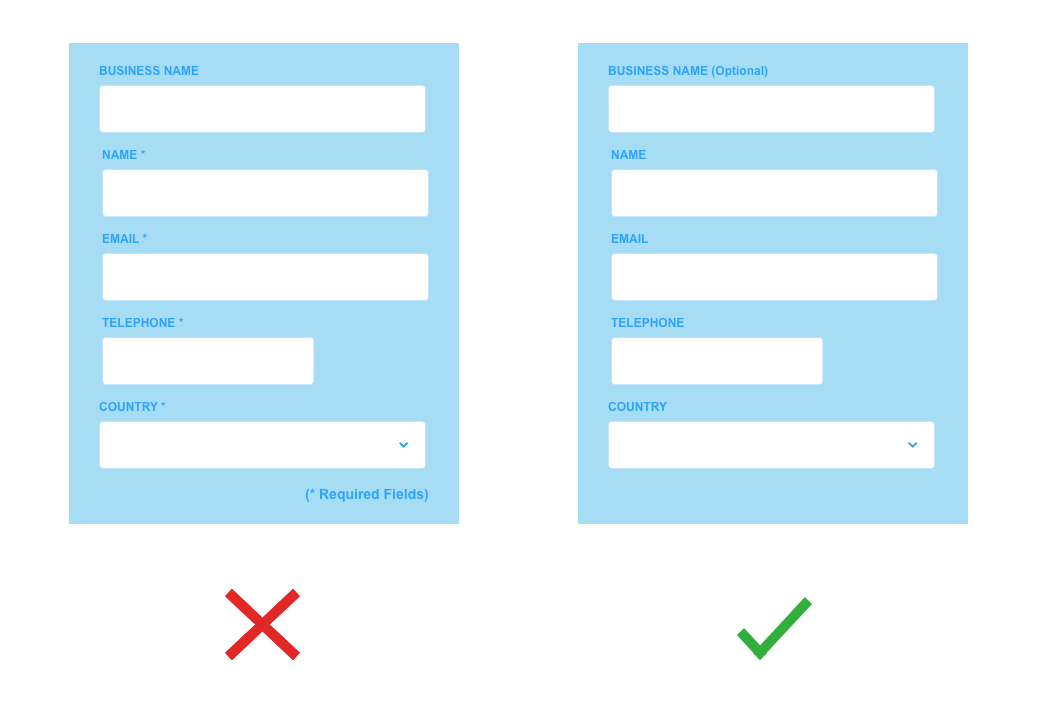 BUSINESS NAME
NAME *
EMAIL *
TELEPHONE *
COUNTRY *
(* Required Fields)
BUSINESS NAME (Optional)
NAME
EMAIL
TELEPHONE
COUNTRY